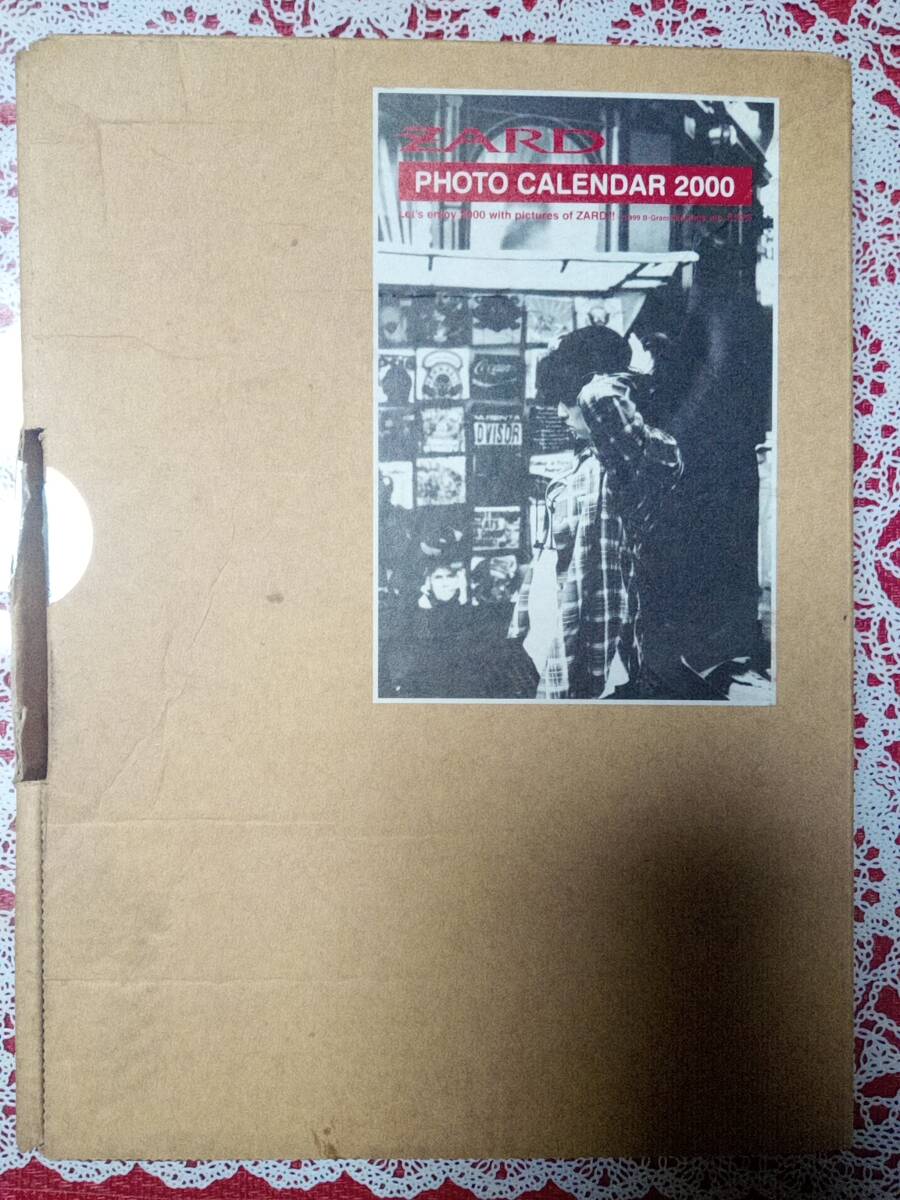 ZARD
PHOTO CALENDAR 2000
Let's enjoy 2000 with pictures of ZARD!!
OVISOR